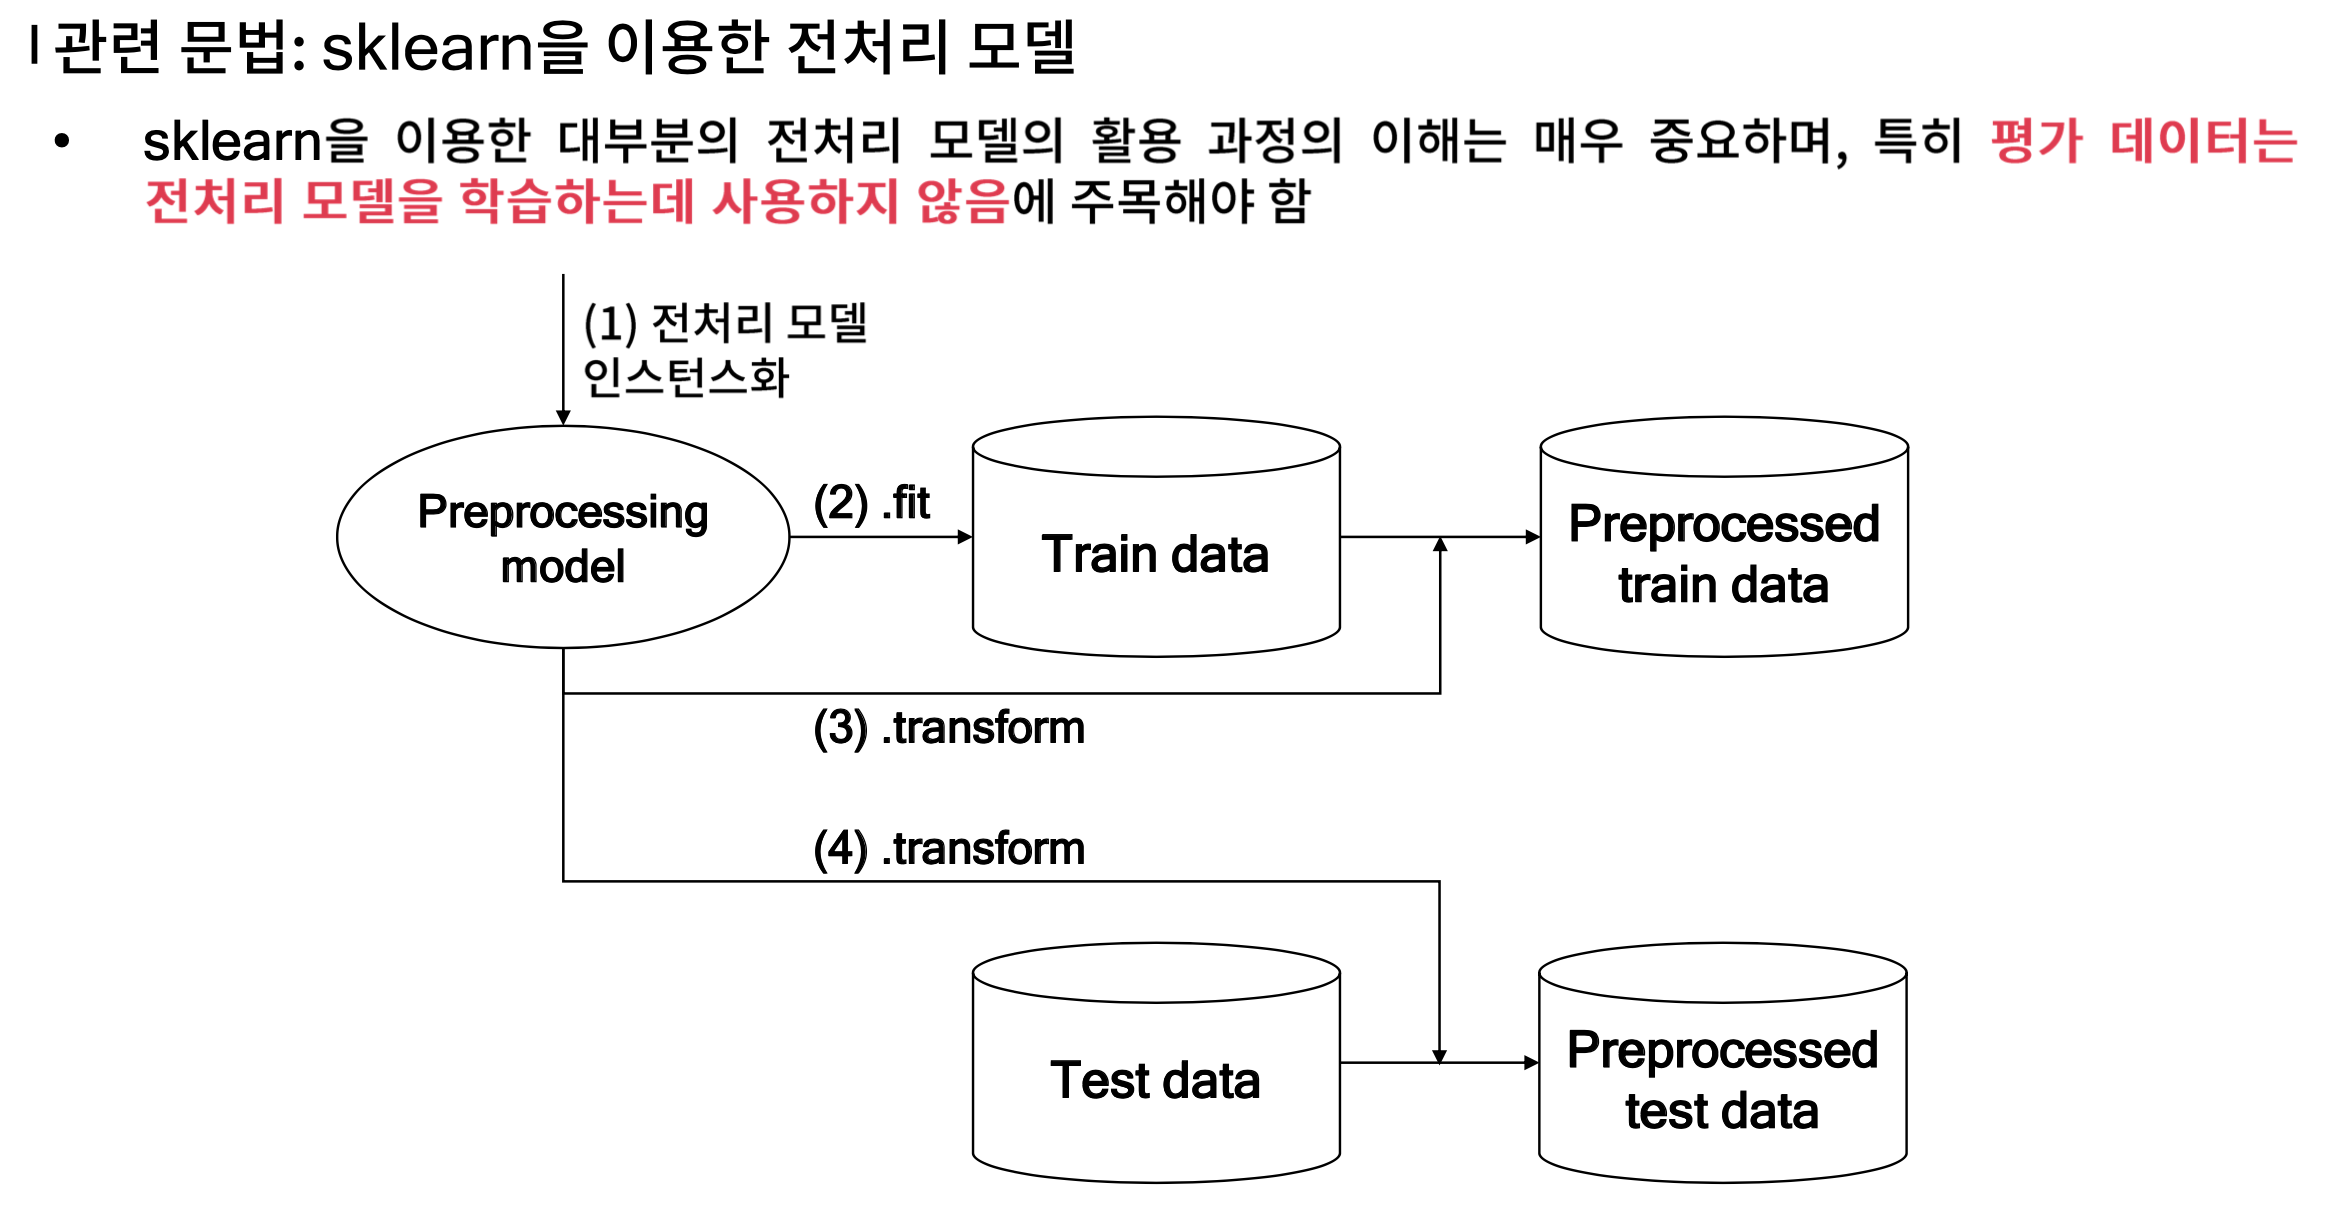 관련 문법: sklearn을 이용한 전처리 모델
• sklearn을 이용한 대부분의 전처리 모델의 활용 과정의 이해는 매우 중요하며, 특히 평가 데이터는
전처리 모델을 학습하는데 사용하지 않음에 주목해야 함
(1) 전처리 모델
인스턴스화
Preprocessing
model
(2) .fit
Train data
Preprocessed
train data
(3) .transform
(4) .transform
Test data
Preprocessed
test data